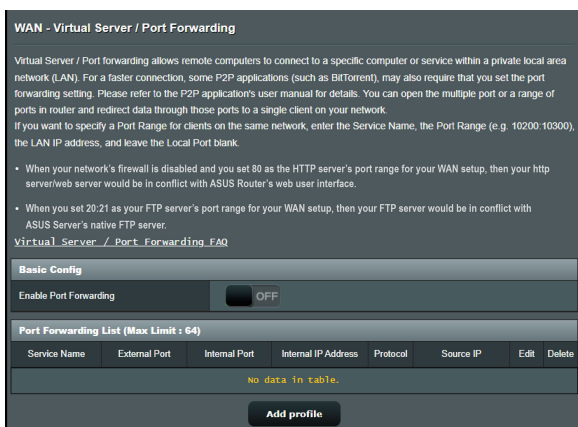 WAN - Virtual Server / Port Forwarding
Virtual Server / Port forwarding allows remote computers to connect to a specific computer or service within a private local area
network (LAN). For a faster connection, some P2P applications (such as BitTorrent), may also require that you set the port
forwarding setting. Please refer to the P2P application's user manual for details. You can open the multiple port or a range of
ports in router and redirect data through those ports to a single client on your network.
If you want to specify a Port Range for clients on the same network, enter the Service Name, the Port Range (e.g. 10200:10300),
the LAN IP address, and leave the Local Port blank.
• When your network's firewall is disabled and you set 80 as the HTTP server's port range for your WAN setup, then your http
server/web server would be in conflict with ASUS Router's web user interface.
• When you set 20:21 as your FTP server's port range for your WAN setup, then your FTP server would be in conflict with
ASUS Server's native FTP server.
Virtual Server / Port Forwarding FAQ
Basic Config
Enable Port Forwarding OFF
Port Forwarding List (Max Limit : 64)
Service Name External Port Internal Port Internal IP Address Protocol Source IP Edit Delete
No data in table.
Add profile